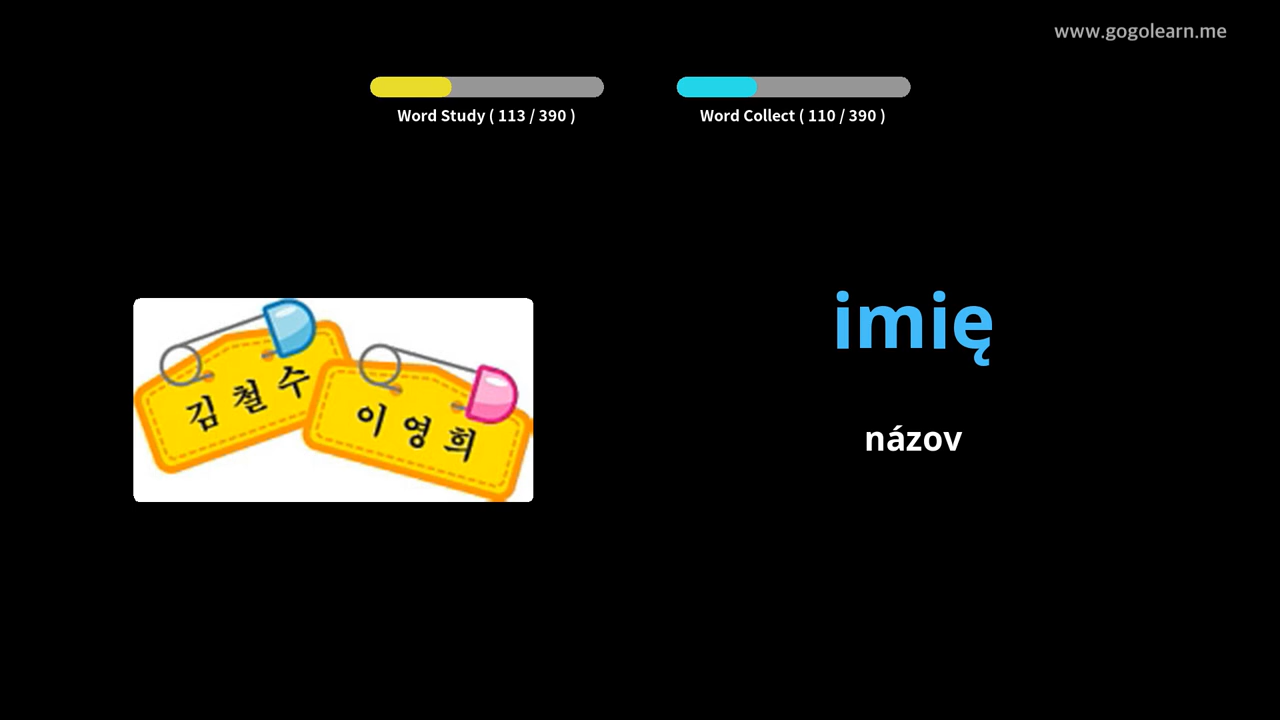 www.gogolearn.me
Word Study ( 113 / 390 )
Word Collect ( 110 / 390 )
김철수
이영희
imię
názov